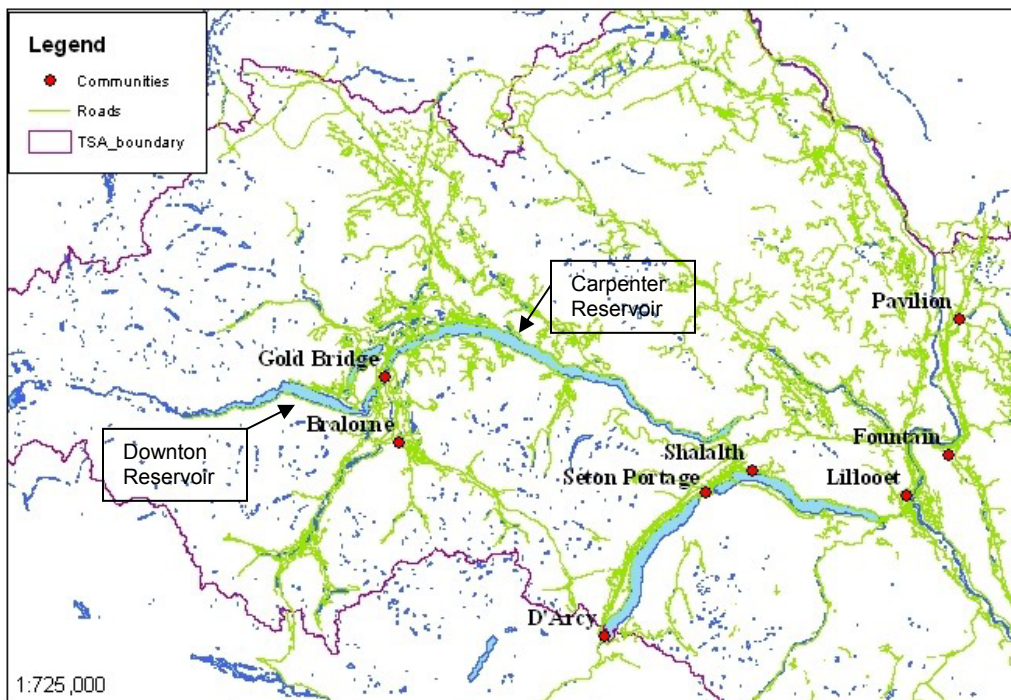 Legend
Communities
Roads
TSA_boundary
Carpenter
Reservoir
Pavilion
Gold Bridge
Bralorne
Downton
Reservoir
Fountain
Shalalth
Seton Portage
Lillooet
D'Arcy
1:725,000